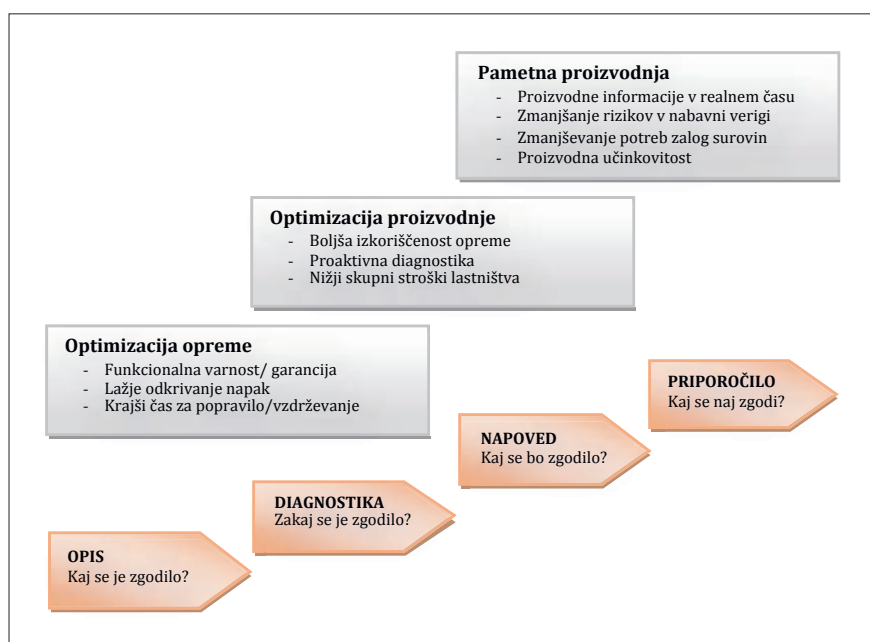 Pametna proizvodnja
- Proizvodne informacije v realnem času
- Zmanjšanje rizikov v nabavni verigi
- Zmanjševanje potreb zalog surovin
- Proizvodna učinkovitost
Optimizacija proizvodnje
- Boljša izkoriščenost opreme
- Proaktivna diagnostika
- Nižji skupni stroški lastništva
Optimizacija opreme
- Funkcionalna varnost/ garancija
- Lažje odkrivanje napak
- Krajši čas za popravilo/vzdrževanje
PRIPOROČILO
Kaj se naj zgodi?
NAPOVED
Kaj se bo zgodilo?
DIAGNOSTIKA
Zakaj se je zgodilo?
OPIS
Kaj se je zgodilo?